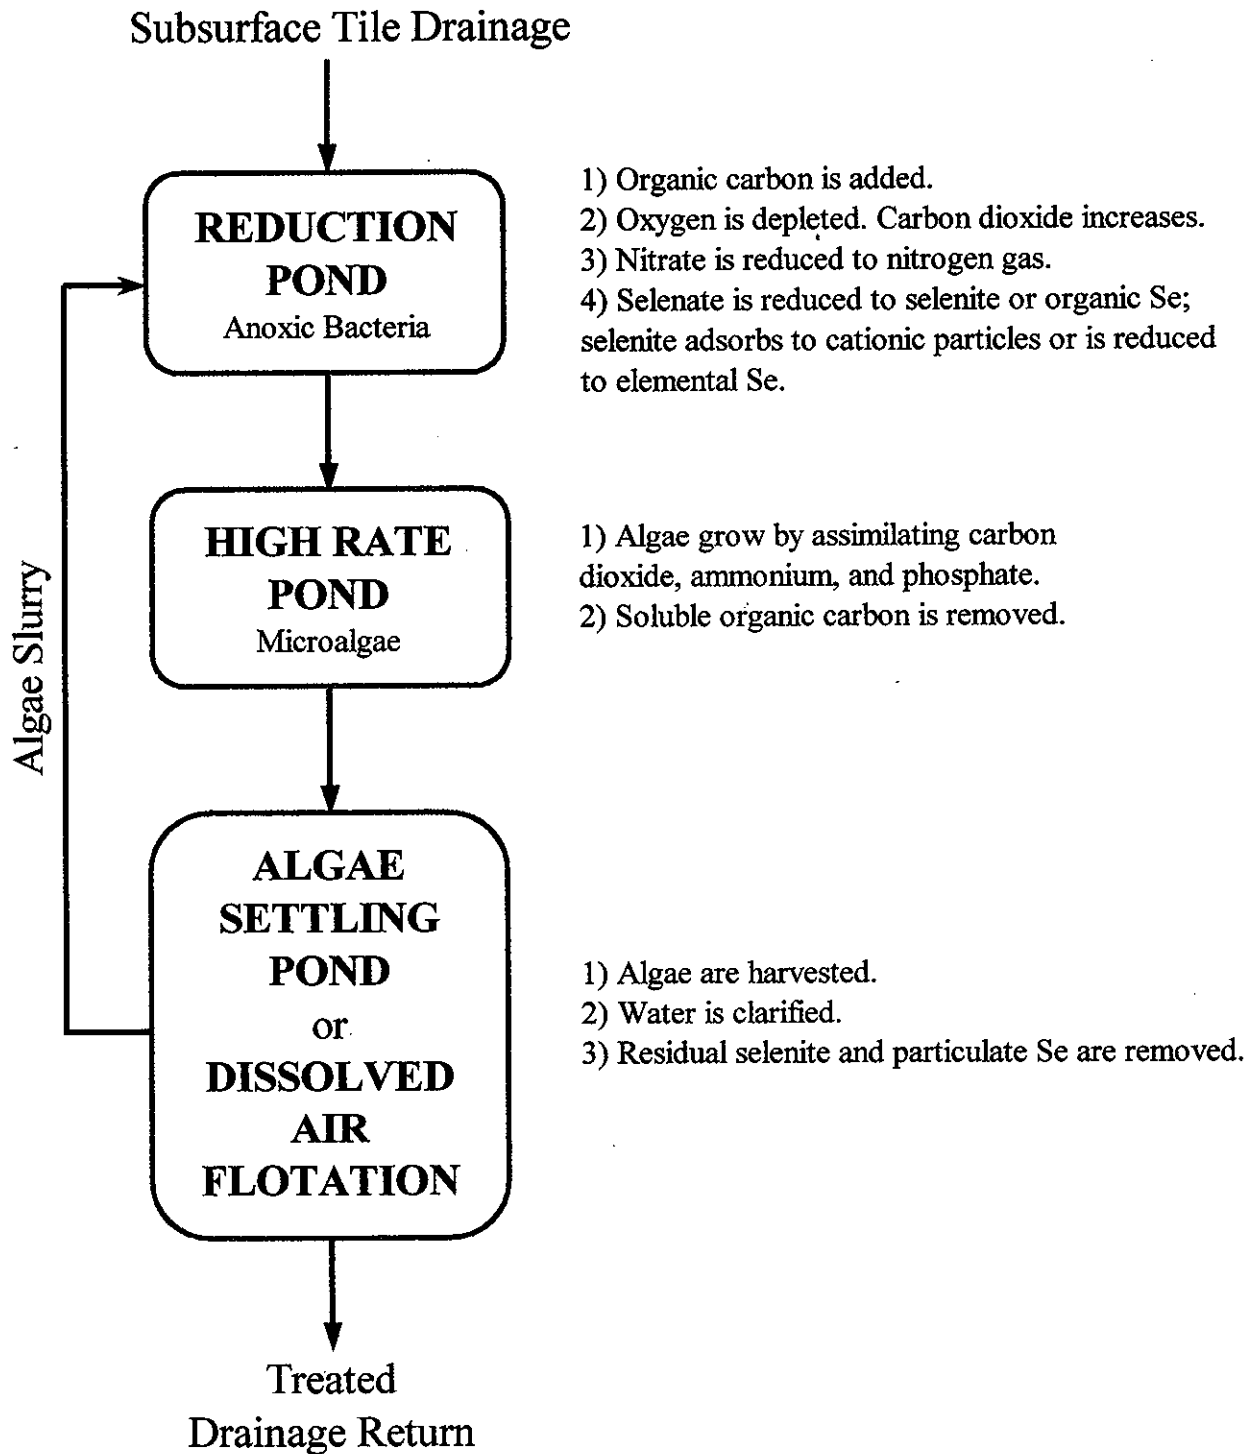 Subsurface Tile Drainage
REDUCTION
POND
Anoxic Bacteria
1) Organic carbon is added.
2) Oxygen is depleted. Carbon dioxide increases.
3) Nitrate is reduced to nitrogen gas.
4) Selenate is reduced to selenite or organic Se;
selenite adsorbs to cationic particles or is reduced
to elemental Se.
HIGH RATE
POND
Microalgae
1) Algae grow by assimilating carbon
dioxide, ammonium, and phosphate.
2) Soluble organic carbon is removed.
Algae Slurry
ALGAE
SETTLING
POND
or
DISSOLVED
AIR
FLOTATION
1) Algae are harvested.
2) Water is clarified.
3) Residual selenite and particulate Se are removed.
Treated
Drainage Return